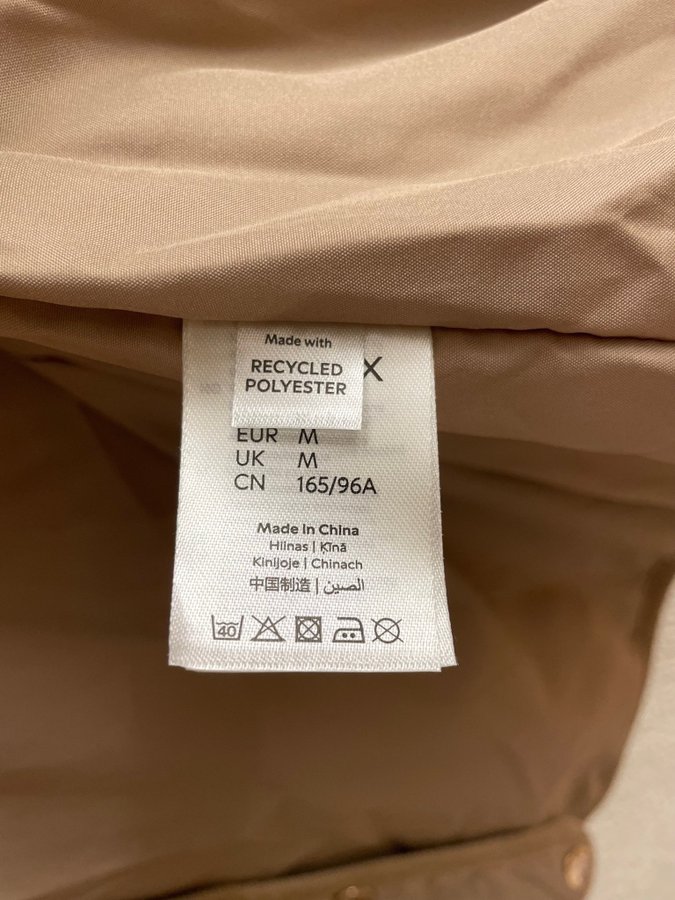 Made with
RECYCLED
POLYESTER
X
EUR M
UK M
CN 165/96A
Made In China
Hiinas | Ķīnā
Kinijoje | Chinach
中国制造 | الصين
40